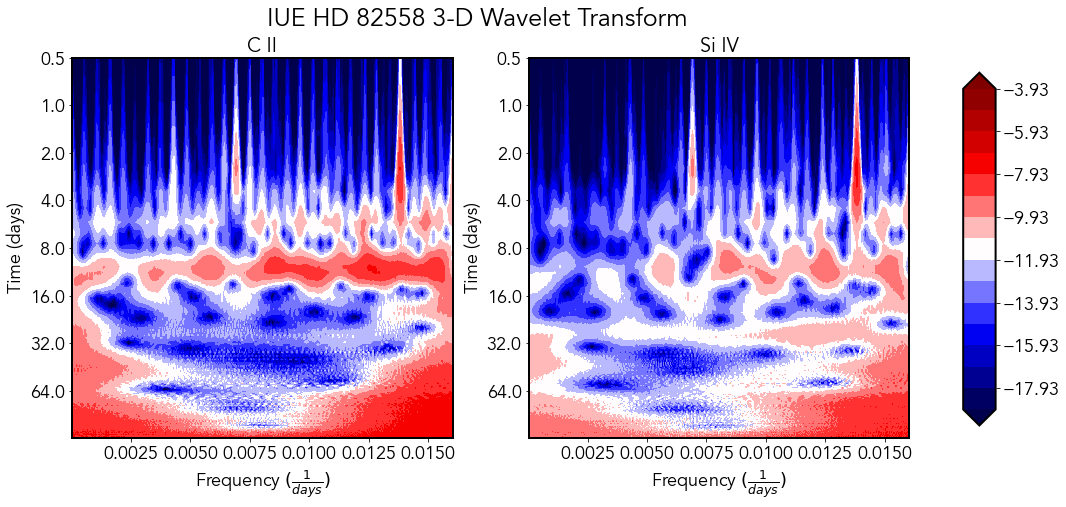 IUE HD 82558 3-D Wavelet Transform
C II
Si IV
Time (days)
0.5
1.0
2.0
4.0
8.0
16.0
32.0
64.0
0.0025 0.0050 0.0075 0.0100 0.0125 0.0150
Frequency (1/days)
Time (days)
0.5
1.0
2.0
4.0
8.0
16.0
32.0
64.0
0.0025 0.0050 0.0075 0.0100 0.0125 0.0150
Frequency (1/days)
−3.93
−5.93
−7.93
−9.93
−11.93
−13.93
−15.93
−17.93